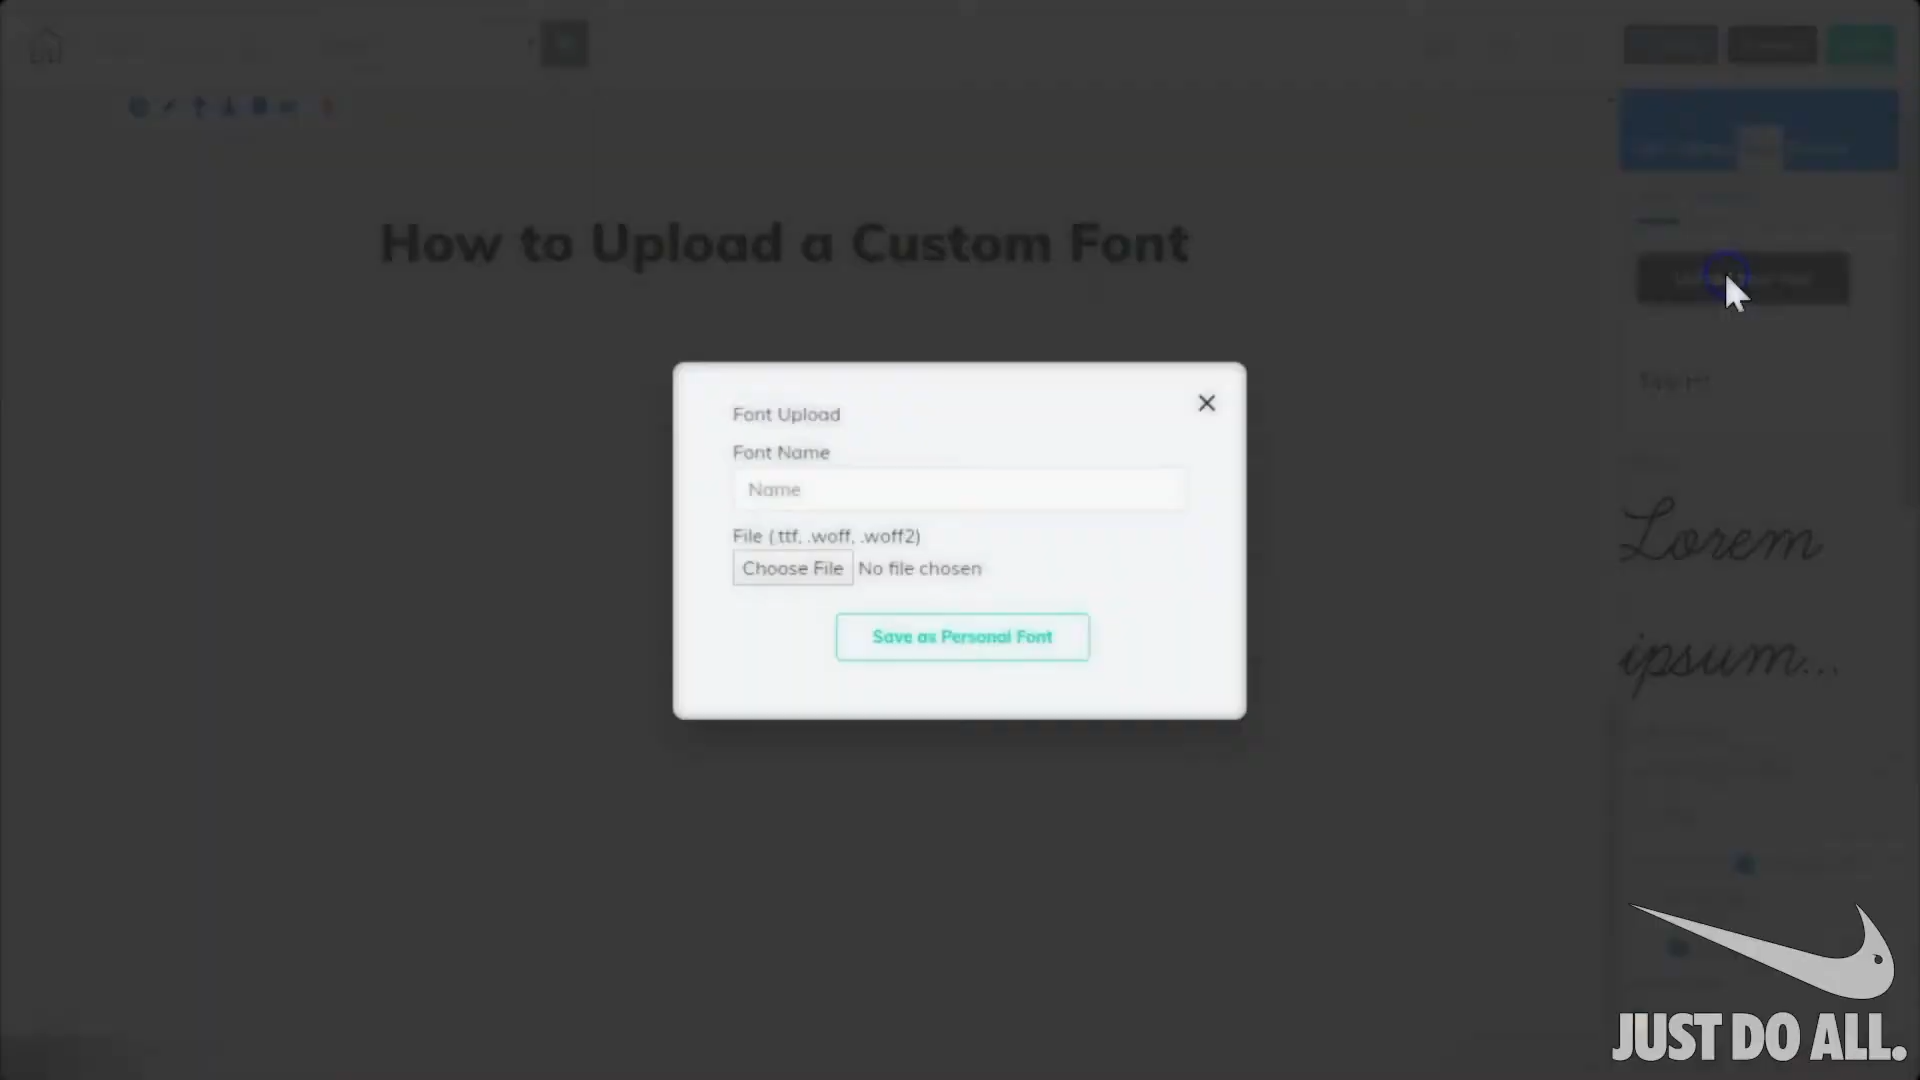 How to Upload a Custom Font
Font Upload
Font Name
Name
File (.ttf, .woff, .woff2)
Choose File No file chosen
Save as Personal Font
Lorem
ipsum...
JUST DO ALL.